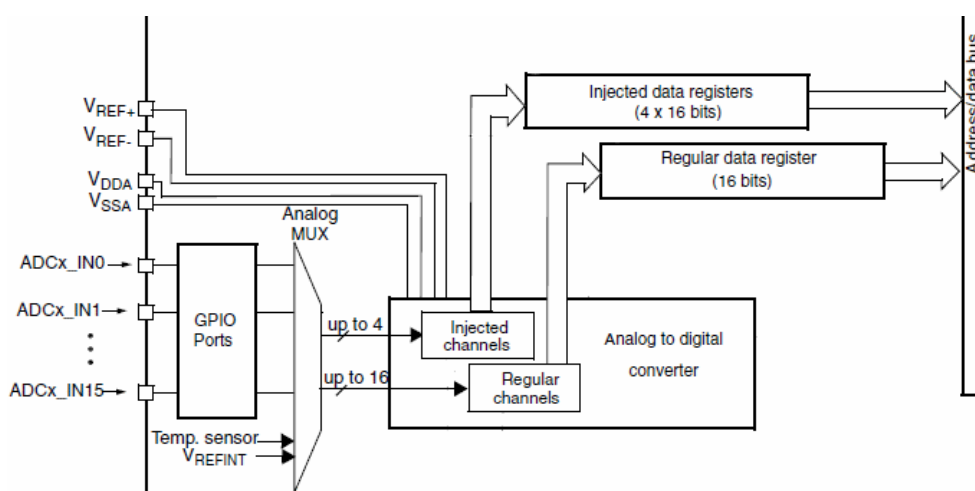 Injected data registers
(4 x 16 bits)
Regular data register
(16 bits)
Address/data bus
VREF+
VREF-
VDDA
VSSA
Analog
MUX
ADCx_IN0
ADCx_IN1
ADCx_IN15
GPIO
Ports
up to 4
up to 16
Injected
channels
Regular
channels
Analog to digital
converter
Temp. sensor
VREFINT